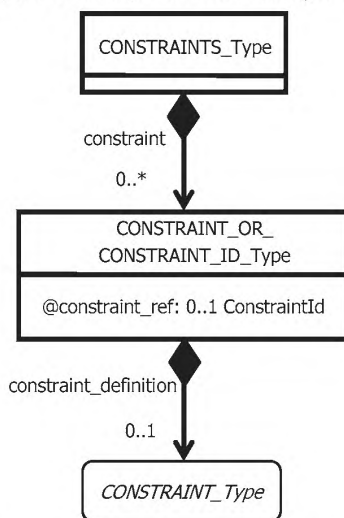 CONSTRAINTS_Type
constraint
0..*
CONSTRAINT_OR_
CONSTRAINT_ID_Type
@constraint_ref: 0..1 ConstraintId
constraint_definition
0..1
CONSTRAINT_Type